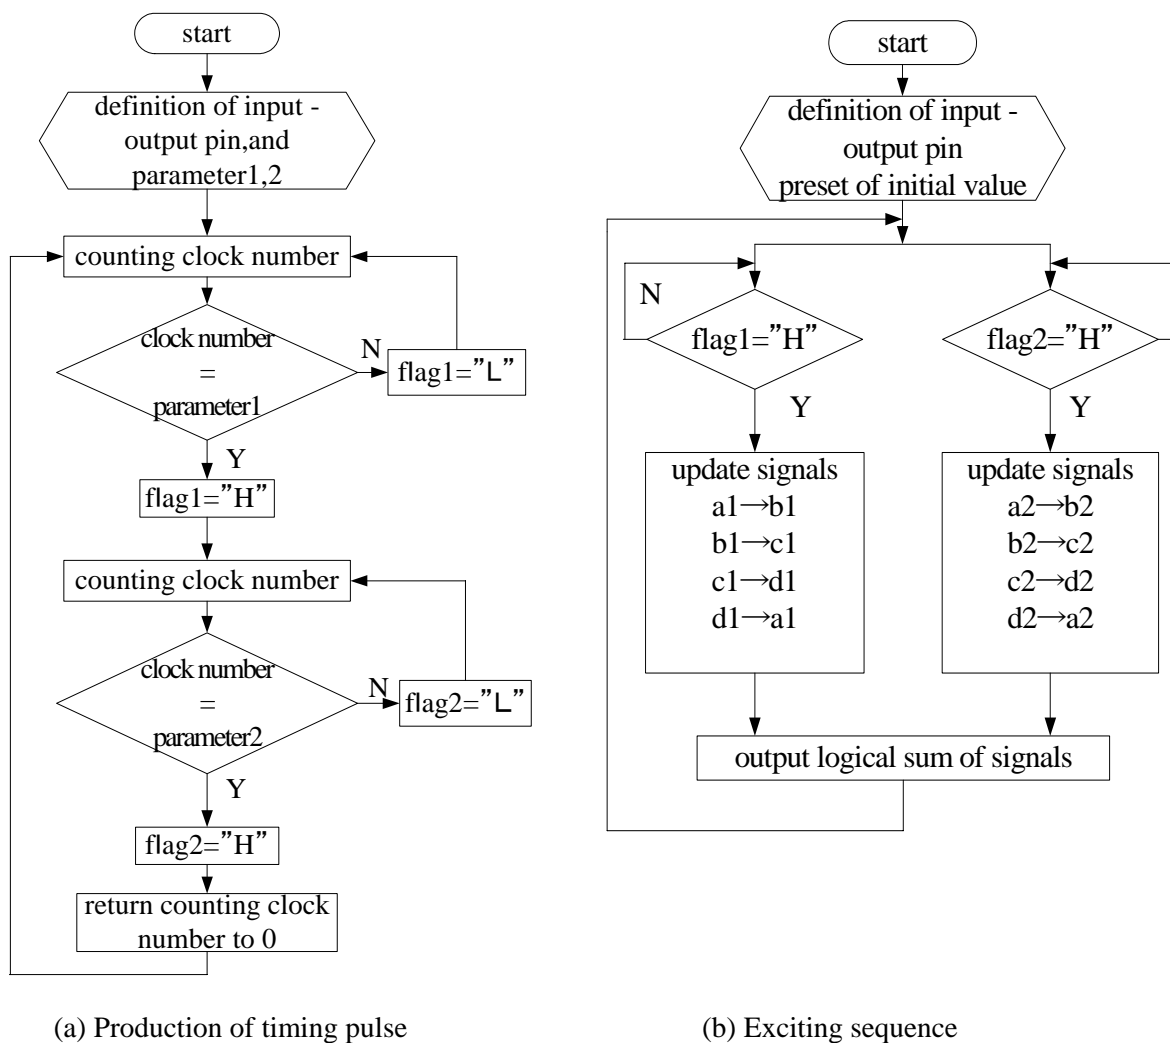 start
definition of input -
output pin,and
parameter1,2
counting clock number
clock number
=
parameter1
N
flag1="L"
Y
flag1="H"
counting clock number
clock number
=
parameter2
N
flag2="L"
Y
flag2="H"
return counting clock
number to 0
(a) Production of timing pulse
start
definition of input -
output pin
preset of initial value
N
flag1="H"
flag2="H"
Y
Y
update signals
a1→b1
b1→c1
c1→d1
d1→a1
update signals
a2→b2
b2→c2
c2→d2
d2→a2
output logical sum of signals
(b) Exciting sequence